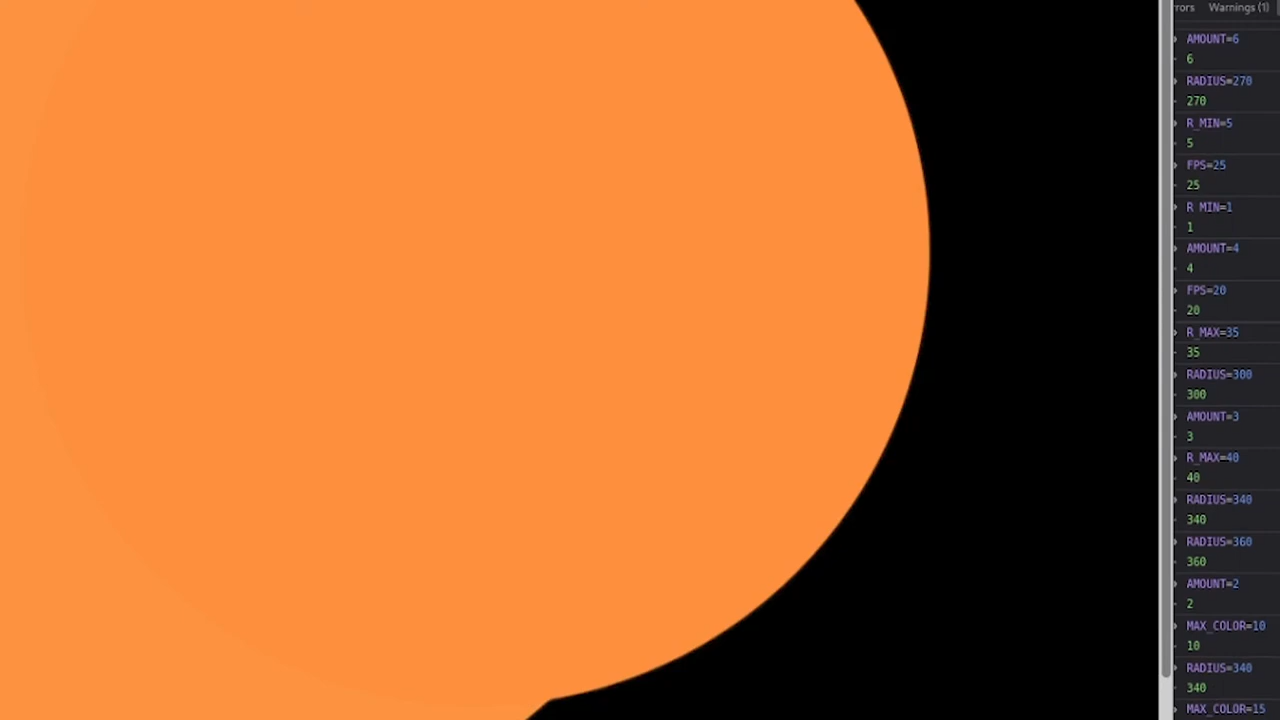 Warnings (1)
AMOUNT=6
6
RADIUS=270
270
R_MIN=5
5
FPS=25
25
R_MIN=1
1
AMOUNT=4
4
FPS=20
20
R_MAX=35
35
RADIUS=300
300
AMOUNT=3
3
R_MAX=40
40
RADIUS=340
340
RADIUS=360
360
AMOUNT=2
2
MAX_COLOR=10
10
RADIUS=340
340
MAX_COLOR=15